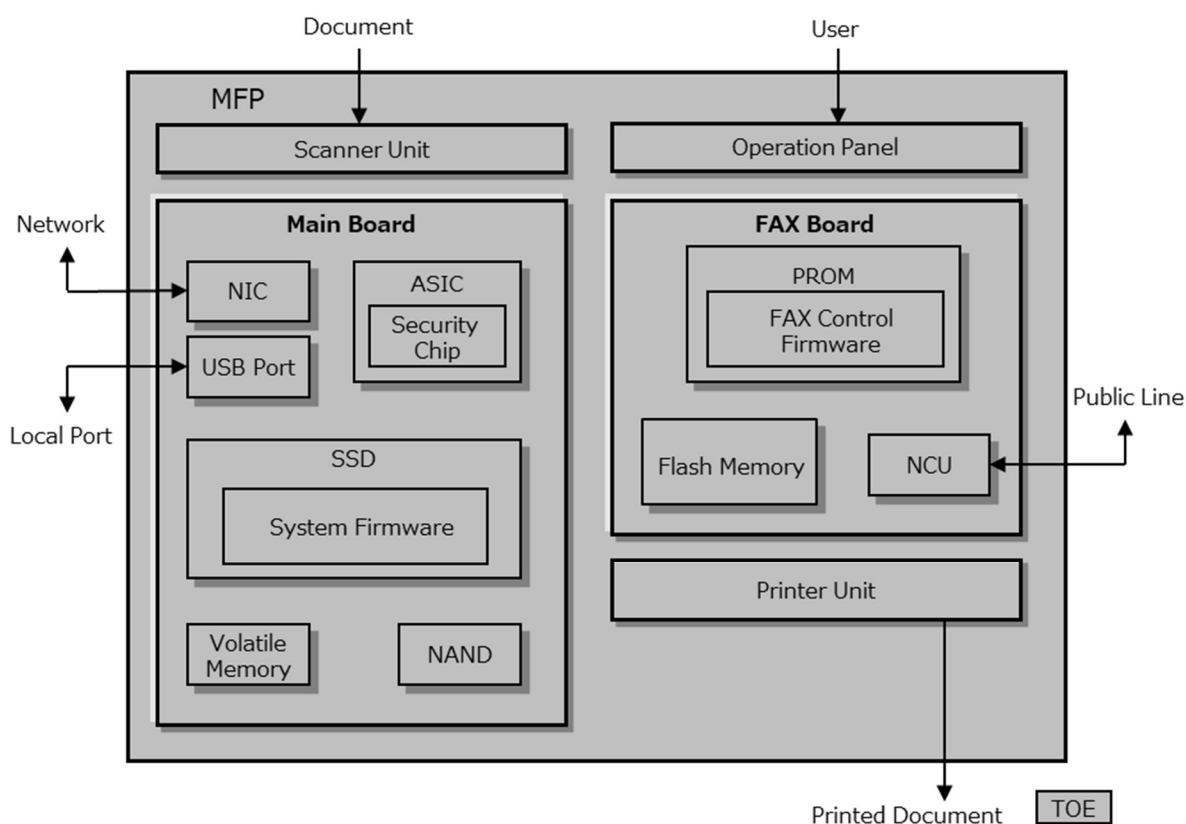 Document
User
MFP
Scanner Unit
Operation Panel
Main Board
FAX Board
Network
NIC
ASIC
Security
Chip
USB Port
Local Port
PROM
FAX Control
Firmware
Public Line
SSD
System Firmware
Flash Memory
NCU
Volatile
Memory
NAND
Printer Unit
Printed Document
TOE